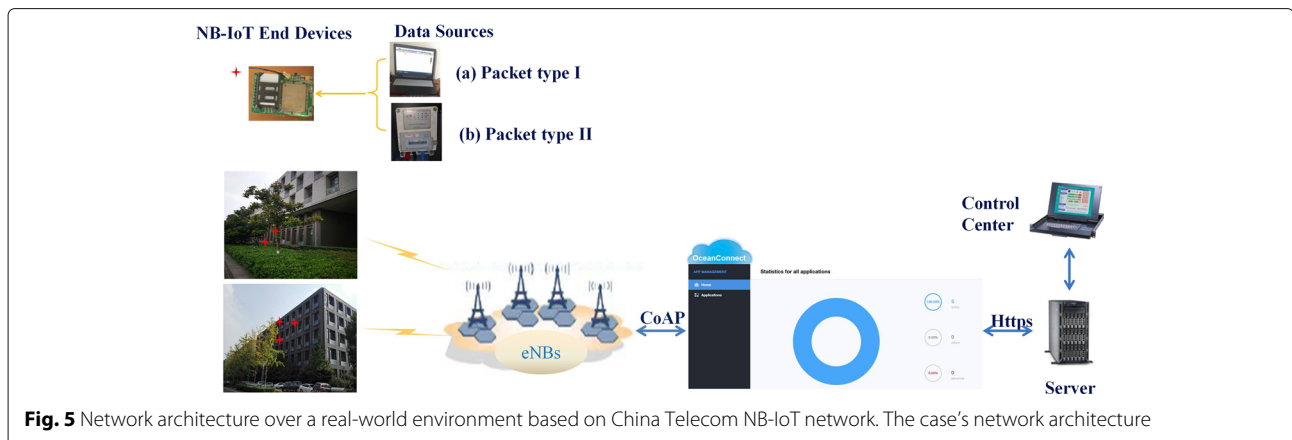 NB-IoT End Devices
Data Sources
(a) Packet type I
(b) Packet type II
Control
Center
OceanConnect
APP MANAGEMENT
Home
Applications
Statistics for all applications
CoAP
Https
eNBs
Server
Fig. 5 Network architecture over a real-world environment based on China Telecom NB-IoT network. The case's network architecture